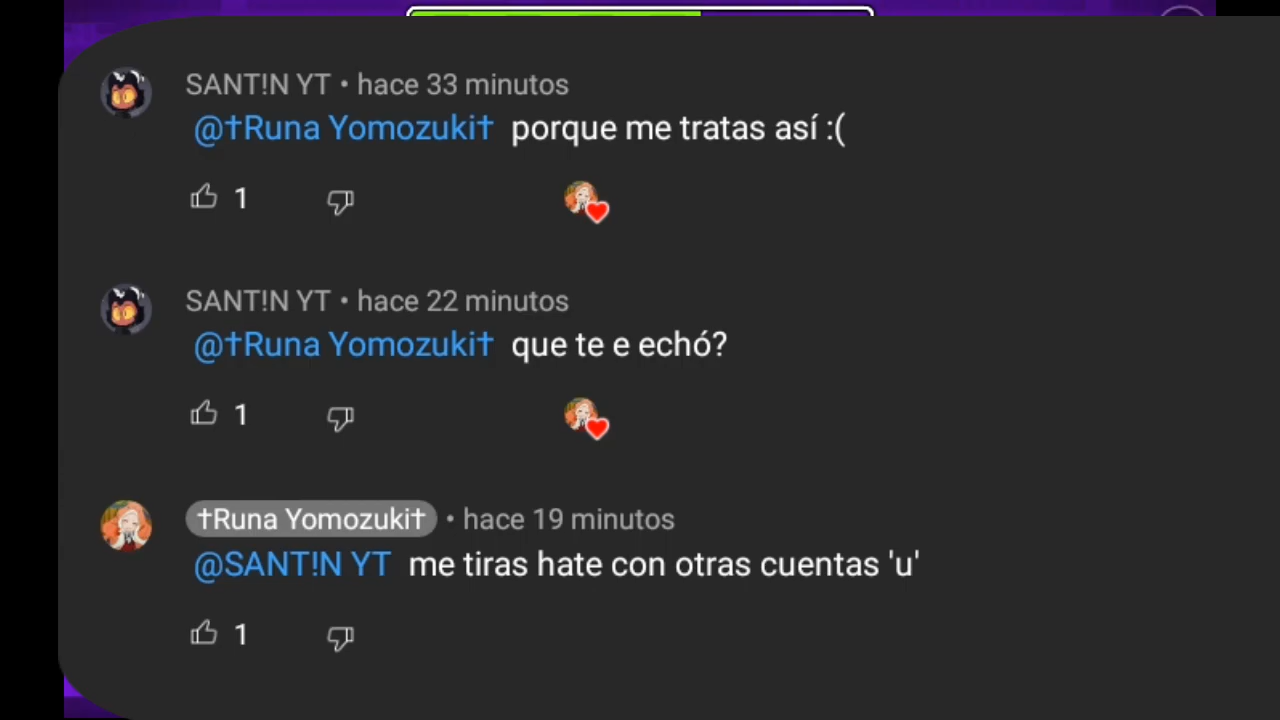 SANT!N YT • hace 33 minutos
@†Runa Yomozuki† porque me tratas así :(
1
SANT!N YT • hace 22 minutos
@†Runa Yomozuki† que te e echó?
1
†Runa Yomozuki† • hace 19 minutos
@SANT!N YT me tiras hate con otras cuentas 'u'
1